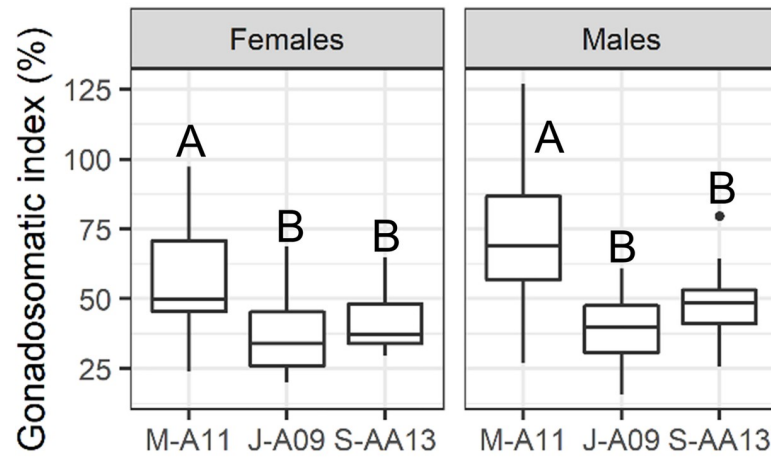 Gonadosomatic index (%)
Females
Males
125
100
75
50
25
A
B
B
A
B
B
M-A11 J-A09 S-AA13
M-A11 J-A09 S-AA13